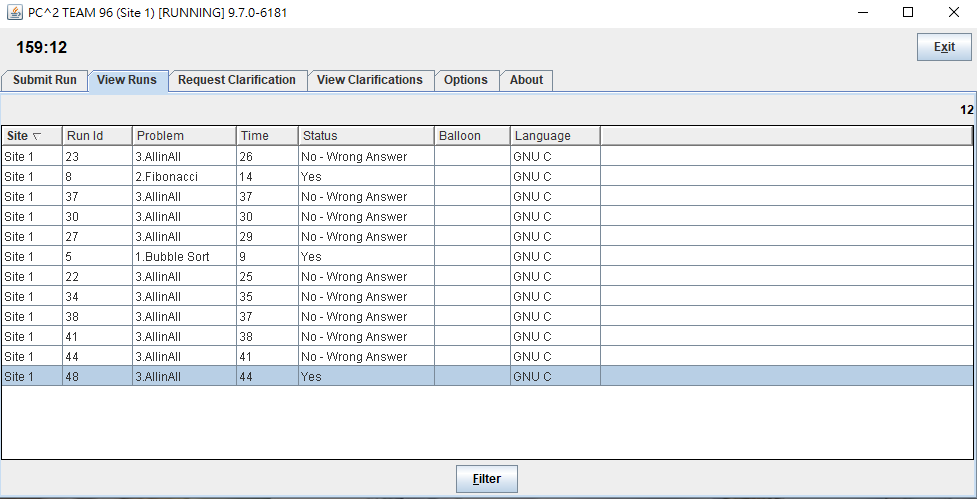 PC^2 TEAM 96 (Site 1) [RUNNING] 9.7.0-6181
159:12 Exit
Submit Run View Runs Request Clarification View Clarifications Options About
12
Site Run Id Problem Time Status Balloon Language
Site 1 23 3.AllinAll 26 No - Wrong Answer GNU C
Site 1 8 2.Fibonacci 14 Yes GNU C
Site 1 37 3.AllinAll 37 No - Wrong Answer GNU C
Site 1 30 3.AllinAll 30 No - Wrong Answer GNU C
Site 1 27 3.AllinAll 29 No - Wrong Answer GNU C
Site 1 5 1.Bubble Sort 9 Yes GNU C
Site 1 22 3.AllinAll 25 No - Wrong Answer GNU C
Site 1 34 3.AllinAll 35 No - Wrong Answer GNU C
Site 1 38 3.AllinAll 37 No - Wrong Answer GNU C
Site 1 41 3.AllinAll 38 No - Wrong Answer GNU C
Site 1 44 3.AllinAll 41 No - Wrong Answer GNU C
Site 1 48 3.AllinAll 44 Yes GNU C
Filter